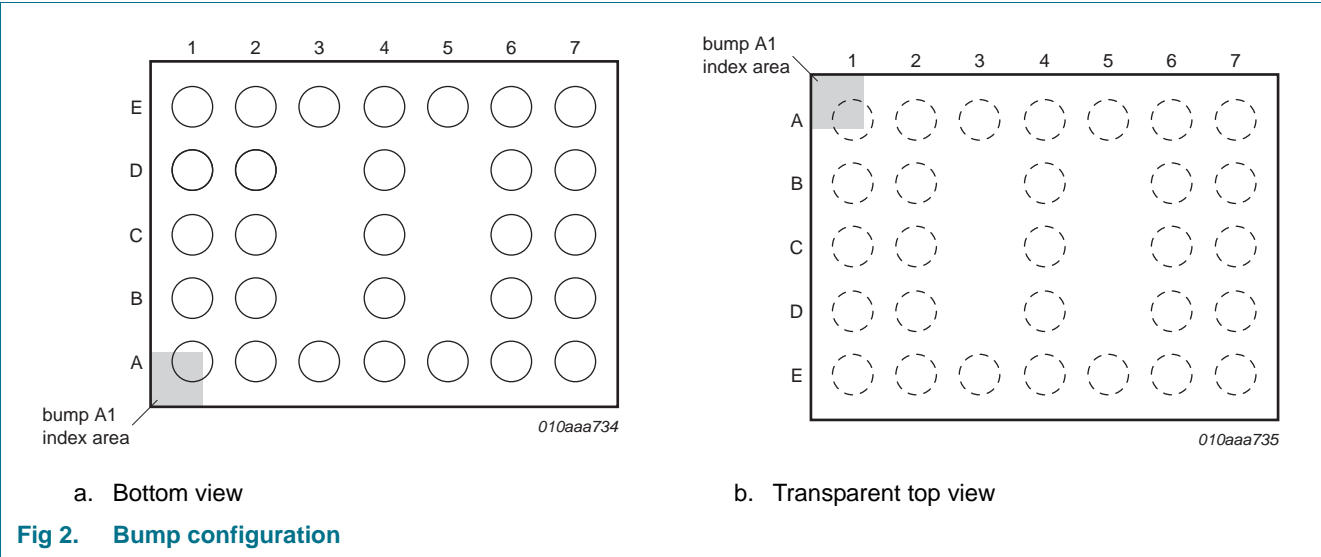 1 2 3 4 5 6 7
E
D
C
B
A
bump A1
index area
010aaa734
a. Bottom view
bump A1
index area
1 2 3 4 5 6 7
A
B
C
D
E
010aaa735
b. Transparent top view
Fig 2. Bump configuration